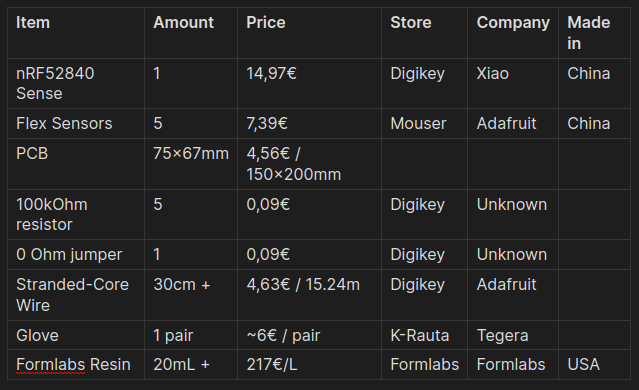 Item Amount Price Store Company Made
in
nRF52840 1 14,97€ Digikey Xiao China
Sense
Flex Sensors 5 7,39€ Mouser Adafruit China
PCB 75×67mm 4,56€ /
150×200mm
100kOhm 5 0,09€ Digikey Unknown
resistor
0 Ohm jumper 1 0,09€ Digikey Unknown
Stranded-Core 30cm + 4,63€ / 15.24m Digikey Adafruit
Wire
Glove 1 pair ~6€ / pair K-Rauta Tegera
Formlabs Resin 20mL + 217€/L Formlabs Formlabs USA